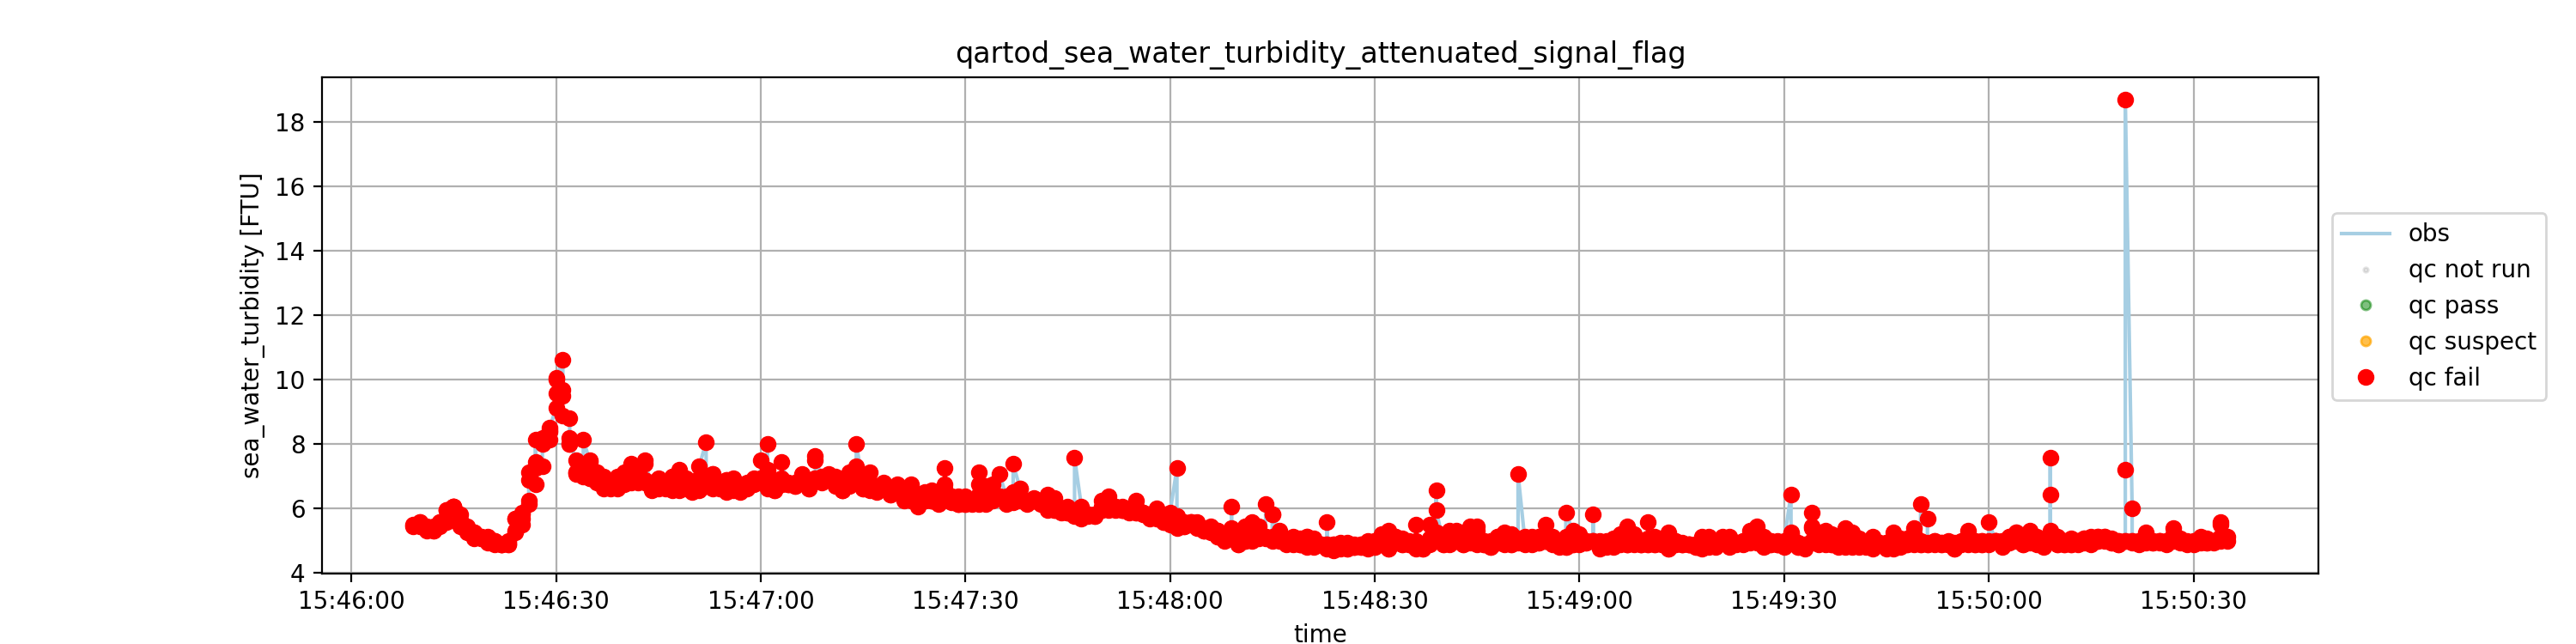 qartod_sea_water_turbidity_attenuated_signal_flag
sea_water_turbidity [FTU]
18
16
14
12
10
8
6
4
15:46:00 15:46:30 15:47:00 15:47:30 15:48:00 15:48:30 15:49:00 15:49:30 15:50:00 15:50:30
time
obs
qc not run
qc pass
qc suspect
qc fail